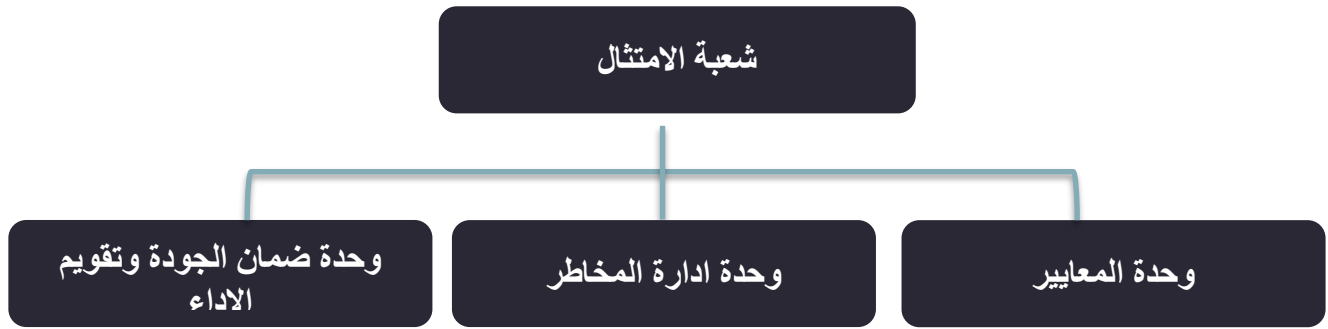 شعبة الامتثال
وحدة المعايير
وحدة ادارة المخاطر
وحدة ضمان الجودة وتقويم
الاداء